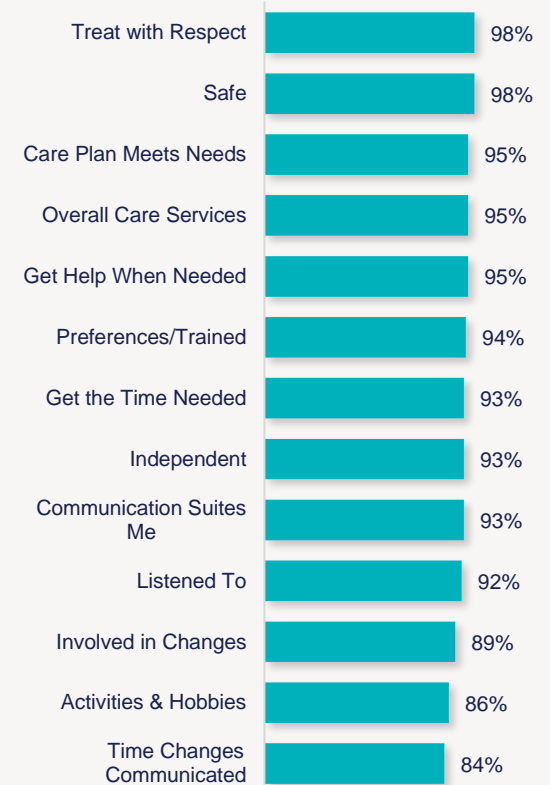 Treat with Respect 98%
Safe 98%
Care Plan Meets Needs 95%
Overall Care Services 95%
Get Help When Needed 95%
Preferences/Trained 94%
Get the Time Needed 93%
Independent 93%
Communication Suites
Me 93%
Listened To 92%
Involved in Changes 89%
Activities & Hobbies 86%
Time Changes
Communicated 84%